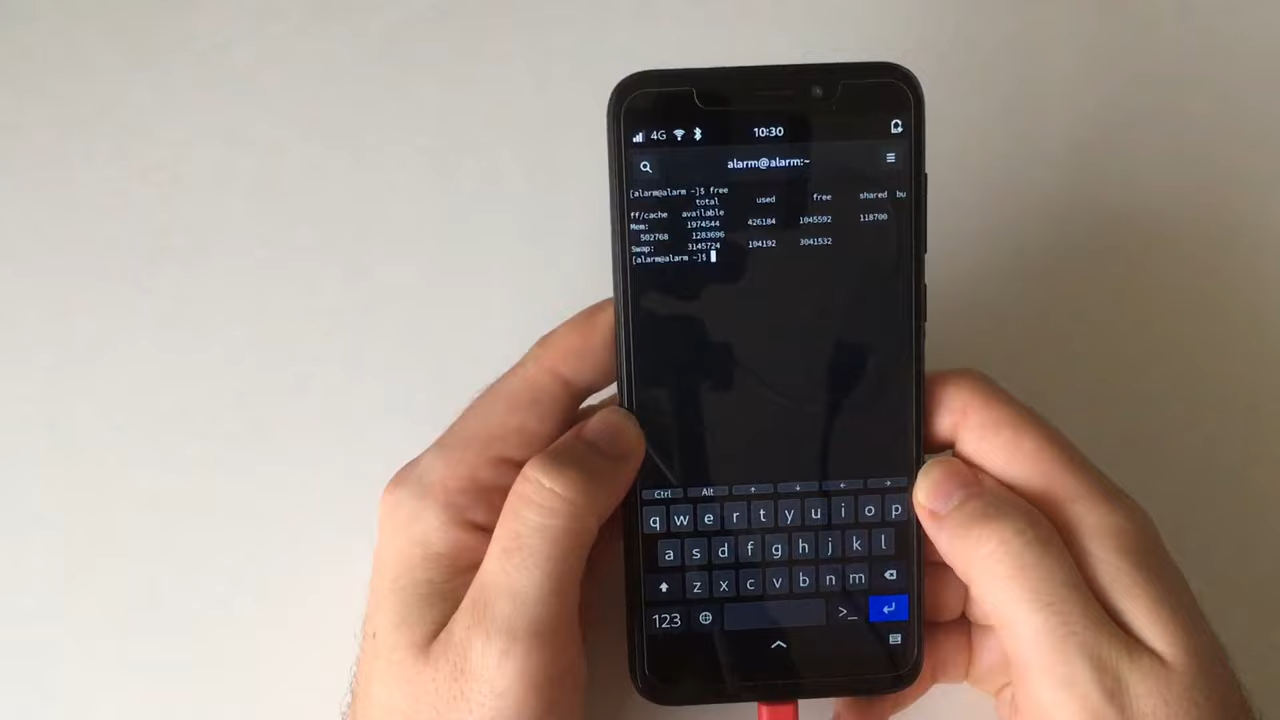 4G 10:30
alarm@alarm:~
[alarm@alarm ~]$ free
total used free shared bu
ff/cache available
Mem: 1974544 426184 1045592 118700
502768 1283696
Swap: 3145724 104192 3041532
[alarm@alarm ~]$
Ctrl Alt ↑ ↓ ← →
q w e r t y u i o p
a s d f g h j k l
z x c v b n m
123 >_